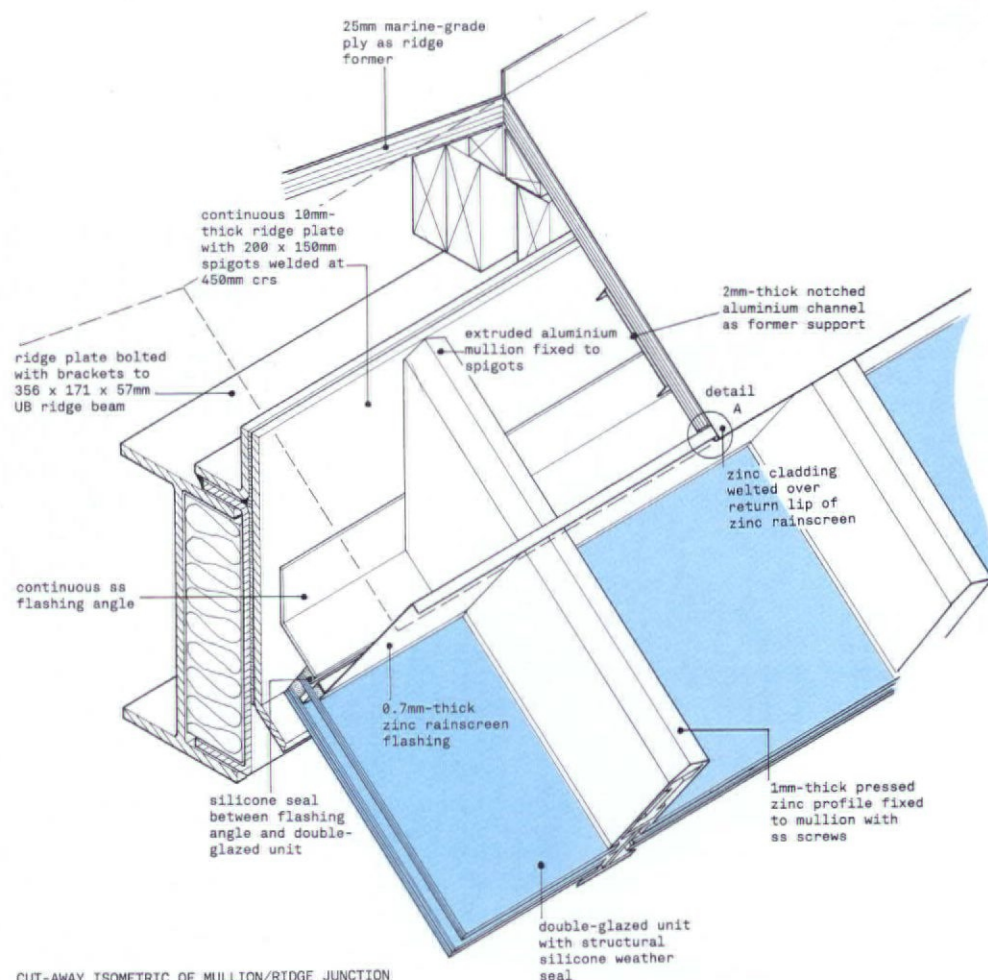 25mm marine-grade
ply as ridge
former
continuous 10mm-
thick ridge plate
with 200 x 150mm
spigots welded at
450mm crs
ridge plate bolted
with brackets to
356 x 171 x 57mm
UB ridge beam
extruded aluminium
mullion fixed to
spigots
2mm-thick notched
aluminium channel
as former support
detail
A
zinc cladding
welted over
return lip of
zinc rainscreen
continuous ss
flashing angle
0.7mm-thick
zinc rainscreen
flashing
silicone seal
between flashing
angle and double-
glazed unit
1mm-thick pressed
zinc profile fixed
to mullion with
ss screws
double-glazed unit
with structural
silicone weather
seal
CUT-AWAY ISOMETRIC OF MULLION/RIDGE JUNCTION